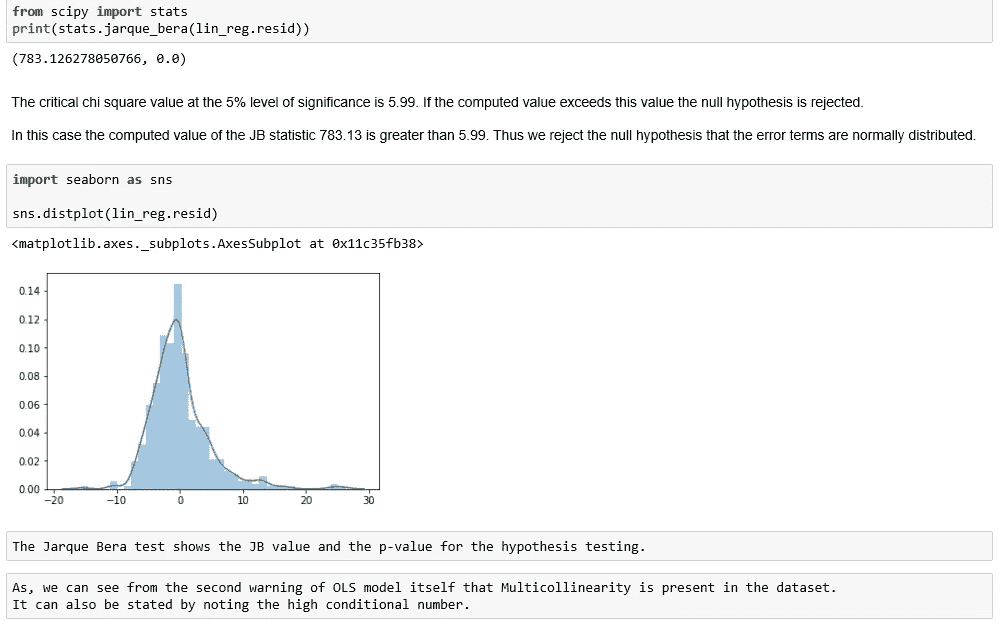 from scipy import stats
print(stats.jarque_bera(lin_reg.resid))
(783.126278050766, 0.0)
The critical chi square value at the 5% level of significance is 5.99. If the computed value exceeds this value the null hypothesis is rejected.
In this case the computed value of the JB statistic 783.13 is greater than 5.99. Thus we reject the null hypothesis that the error terms are normally distributed.
import seaborn as sns
sns.distplot(lin_reg.resid)
<matplotlib.axes._subplots.AxesSubplot at 0x11c35fb38>
0.14
0.12
0.10
0.08
0.06
0.04
0.02
0.00
−20 −10 0 10 20 30
The Jarque Bera test shows the JB value and the p-value for the hypothesis testing.
As, we can see from the second warning of OLS model itself that Multicollinearity is present in the dataset.
It can also be stated by noting the high conditional number.